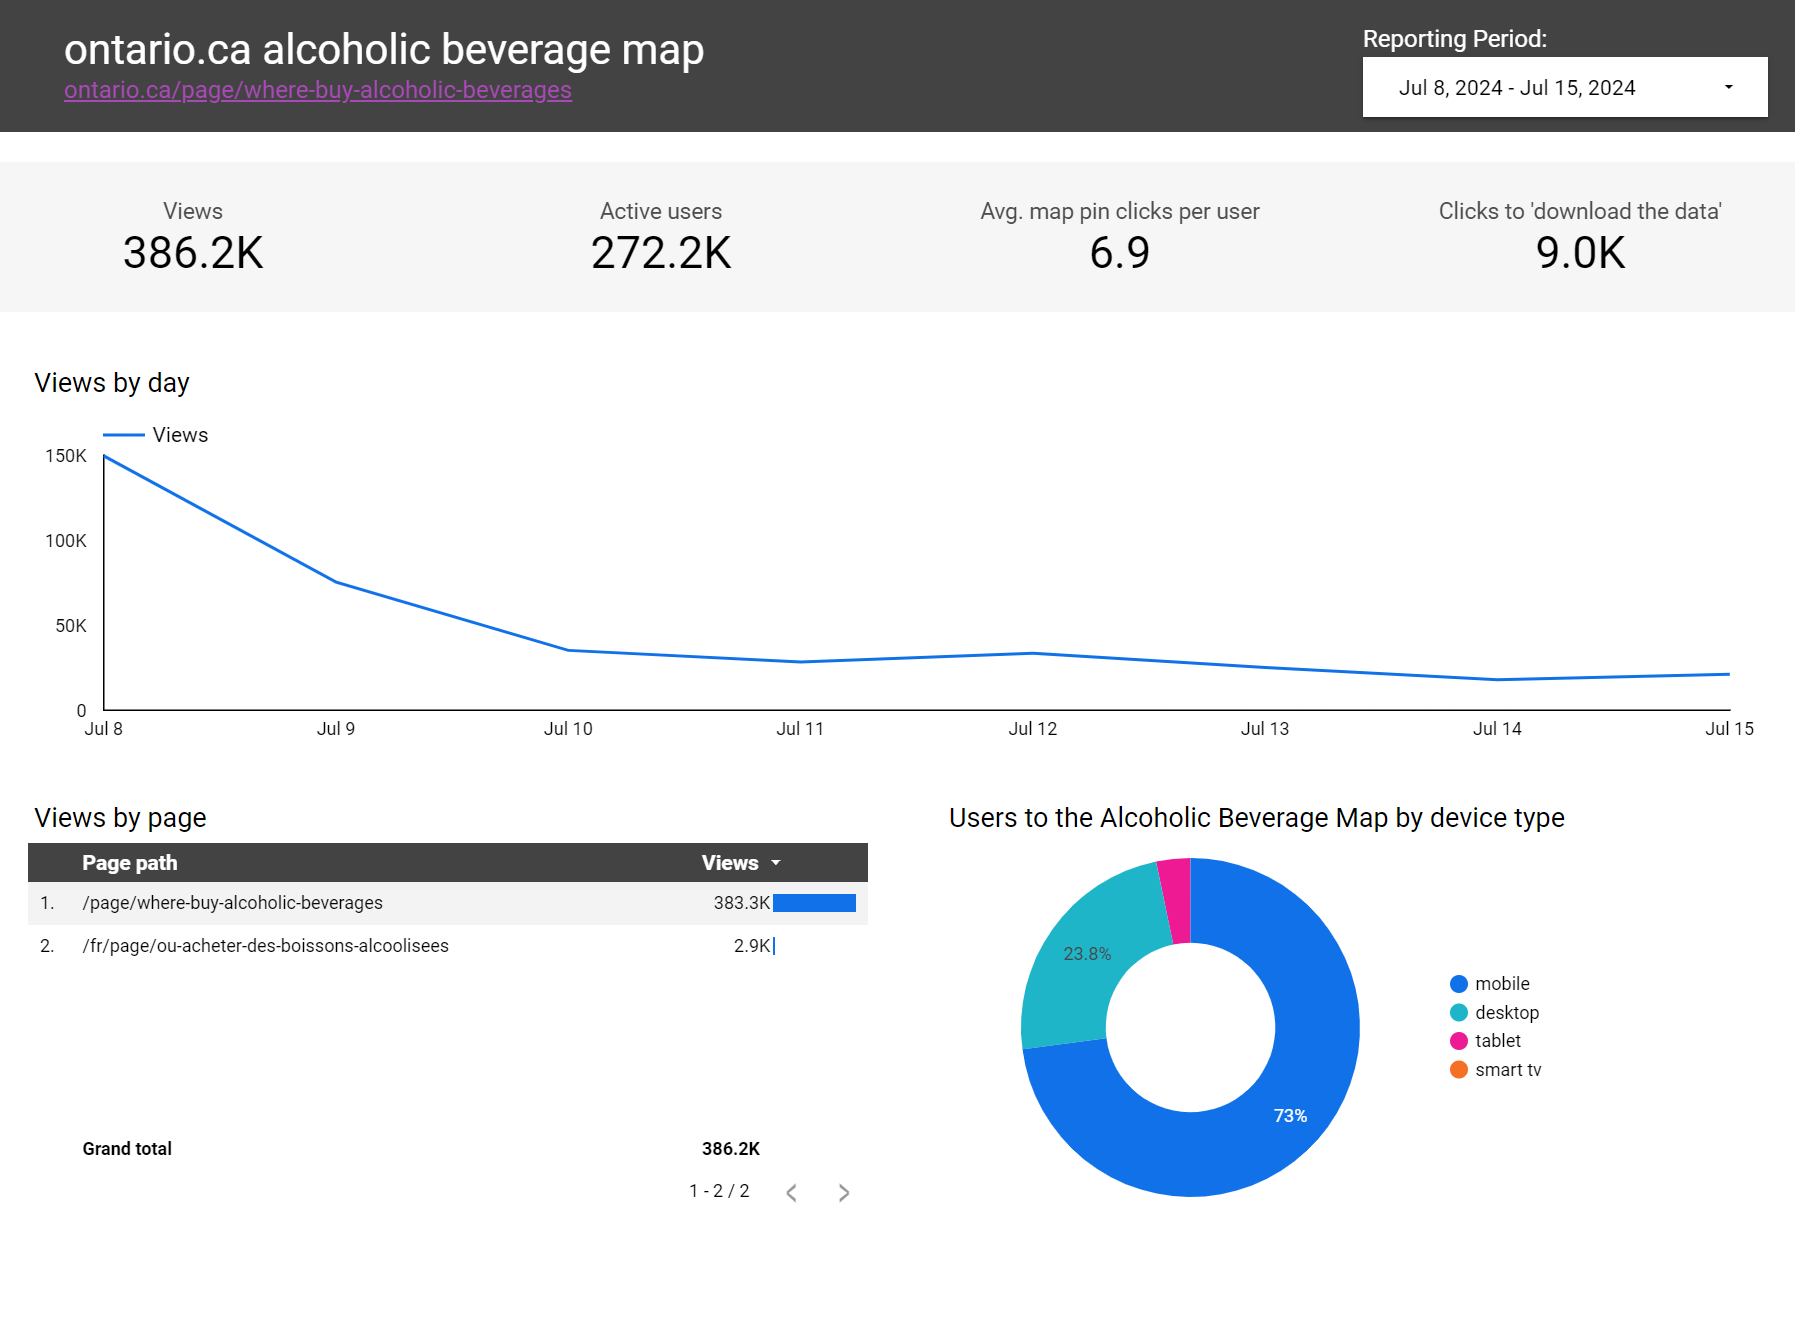 ontario.ca alcoholic beverage map
ontario.ca/page/where-buy-alcoholic-beverages
Reporting Period:
Jul 8, 2024 - Jul 15, 2024
Views
386.2K
Active users
272.2K
Avg. map pin clicks per user
6.9
Clicks to 'download the data'
9.0K
Views by day
Views
150K
100K
50K
0
Jul 8 Jul 9 Jul 10 Jul 11 Jul 12 Jul 13 Jul 14 Jul 15
Views by page
Page path Views
1. /page/where-buy-alcoholic-beverages 383.3K
2. /fr/page/ou-acheter-des-boissons-alcoolisees 2.9K
Grand total 386.2K
1 - 2 / 2
Users to the Alcoholic Beverage Map by device type
23.8%
73%
mobile
desktop
tablet
smart tv